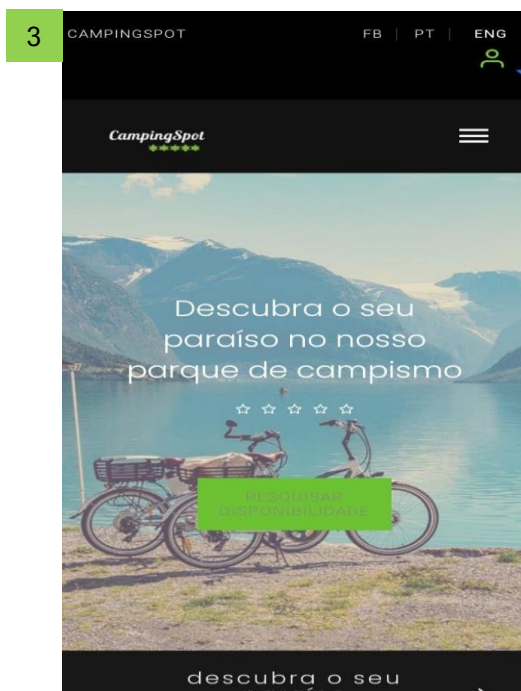 3
CAMPINGSPOT FB | PT | ENG
CampingSpot
Descubra o seu
paraíso no nosso
parque de campismo
PESQUISAR
DISPONIBILIDADE
descubra o seu